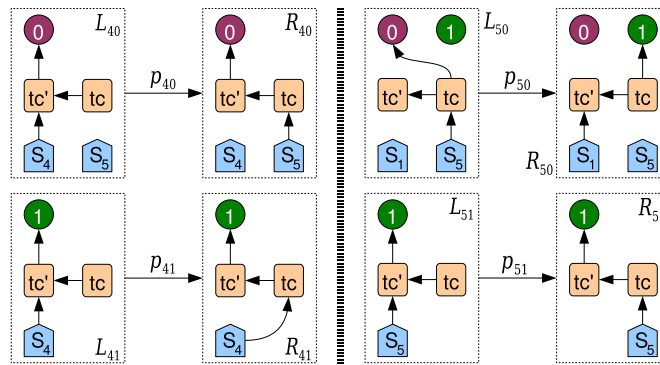 0 L40 0 R40
tc' tc p40 tc' tc
S4 S5 S4 S5
0 1 L50 0 1
tc' tc p50 tc' tc
S1 S5 R50 S1 S5
1 1
tc' tc p41 tc' tc
S4 L41 S4 R41
1 L51 1 R5
tc' tc p51 tc' tc
S5 S5